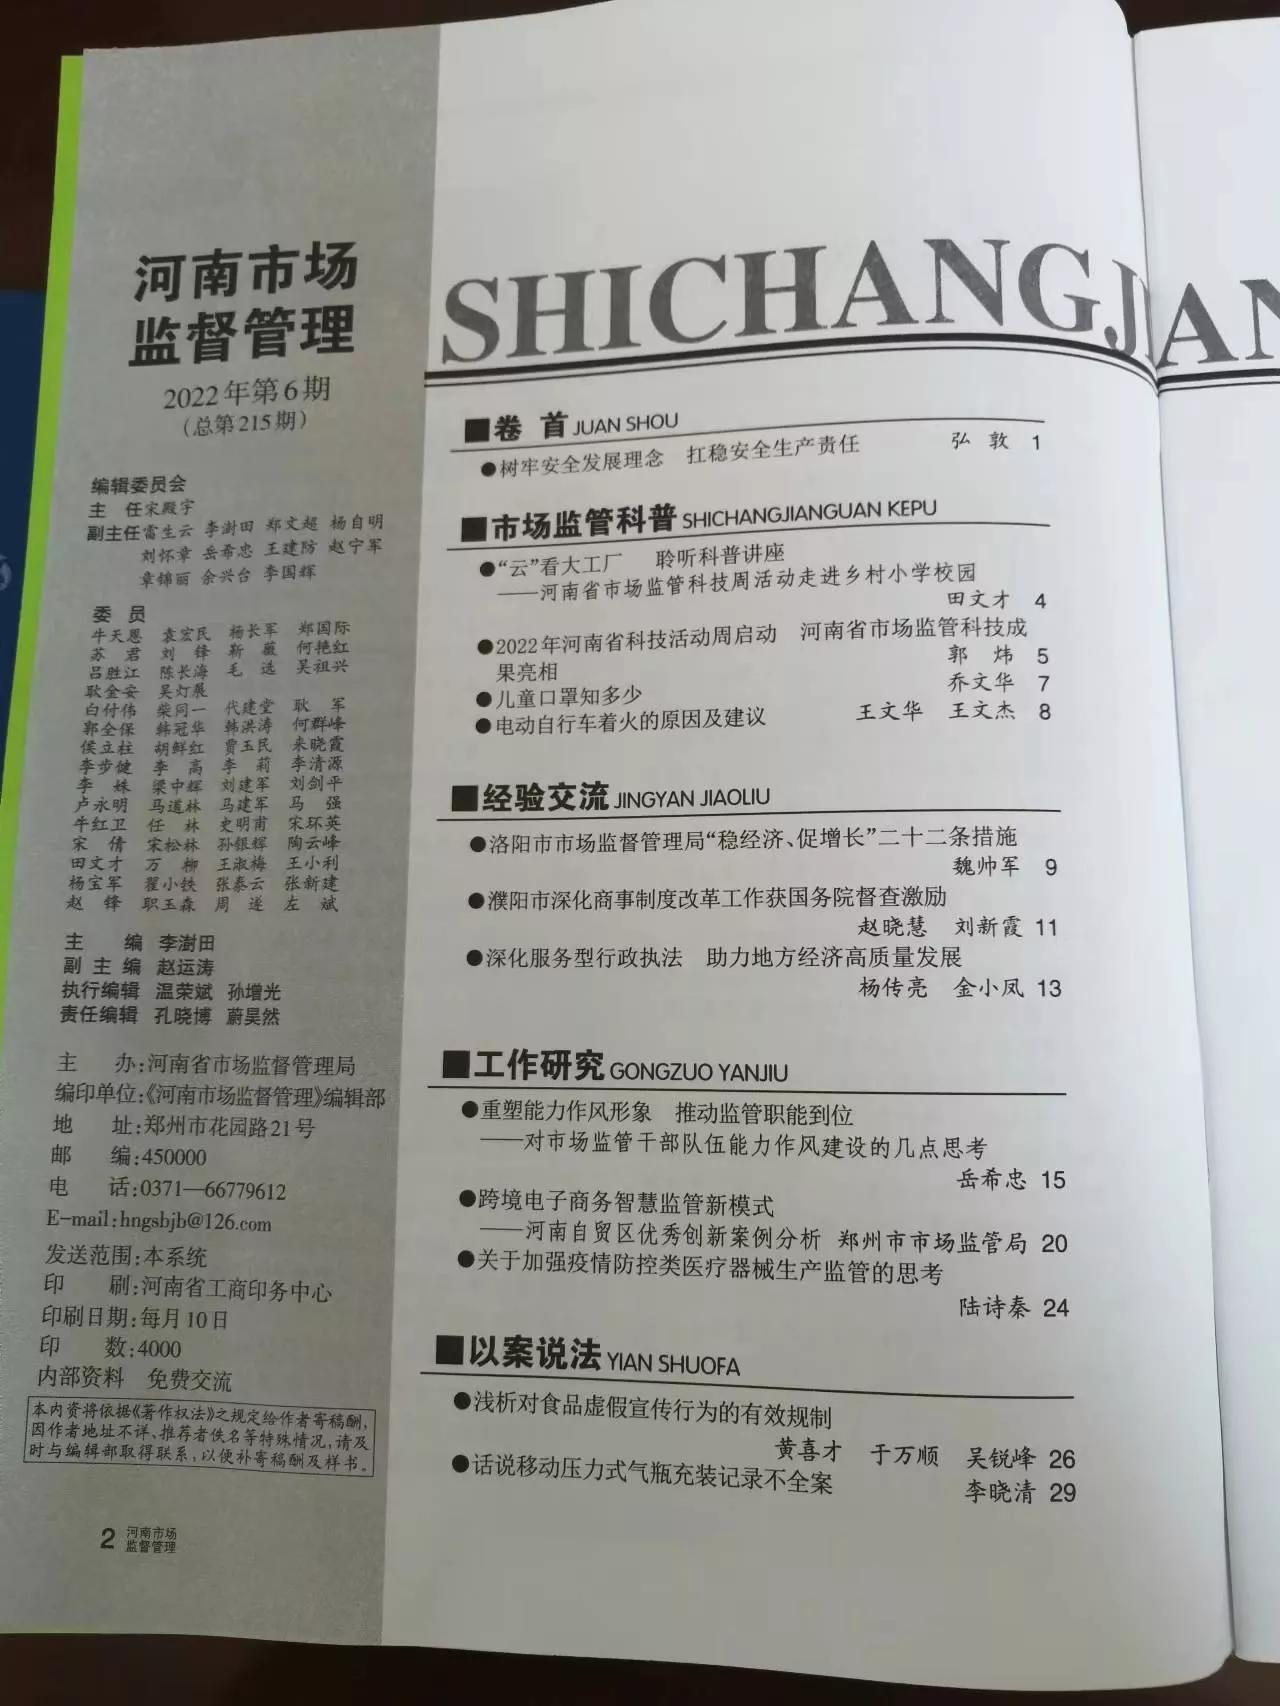 河南市场
监督管理
2022年第6期
(总第215期)
编辑委员会
主 任宋殿宇
副主任雷生云 李澍田 郑文超 杨自明
刘怀章 岳希忠 王建防 赵宁军
章锦丽 余兴台 李国辉
委 员
牛天恩 袁宏民 杨长军 郑国际
苏 君 刘 锋 靳 薇 何艳红
吕胜江 陈长海 毛 选 吴祖兴
耿金安 吴灯展
白付伟 柴同一 代建堂 耿 军
郭全保 韩冠华 韩洪涛 何群峰
侯立柱 胡鲜红 贾玉民 来晓霞
李步健 李 高 李 莉 李清源
李 姝 梁中辉 刘建军 刘剑平
卢永明 马道林 马建军 马 强
牛红卫 任 林 史明甫 宋环英
宋 倩 宋松林 孙银辉 陶云峰
田文才 万 柳 王淑梅 王小利
杨宝军 翟小铁 张泰云 张新建
赵 锋 职玉森 周 遂 左 斌
主 编 李澍田
副 主 编 赵运涛
执行编辑 温荣斌 孙增光
责任编辑 孔晓博 蔚昊然
主 办:河南省市场监督管理局
编印单位:《河南市场监督管理》编辑部
地 址:郑州市花园路21号
邮 编:450000
电 话:0371—66779612
E-mail:hngsbjb@126.com
发送范围:本系统
印 刷:河南省工商印务中心
印刷日期:每月10日
印 数:4000
内部资料 免费交流
本内资将依据《著作权法》之规定给作者寄稿酬,
因作者地址不详、推荐者佚名等特殊情况,请及
时与编辑部取得联系,以便补寄稿酬及样书。
2 河南市场
监督管理
SHICHANGJIAN
■卷 首 JUAN SHOU
●树牢安全发展理念 扛稳安全生产责任 弘 敦 1
■市场监管科普 SHICHANGJIANGUAN KEPU
●“云”看大工厂 聆听科普讲座
——河南省市场监管科技周活动走进乡村小学校园
田文才 4
●2022年河南省科技活动周启动 河南省市场监管科技成
果亮相 郭 炜 5
●儿童口罩知多少 乔文华 7
●电动自行车着火的原因及建议 王文华 王文杰 8
■经验交流 JINGYAN JIAOLIU
●洛阳市市场监督管理局“稳经济、促增长”二十二条措施
魏帅军 9
●濮阳市深化商事制度改革工作获国务院督查激励
赵晓慧 刘新霞 11
●深化服务型行政执法 助力地方经济高质量发展
杨传亮 金小凤 13
■工作研究 GONGZUO YANJIU
●重塑能力作风形象 推动监管职能到位
——对市场监管干部队伍能力作风建设的几点思考
岳希忠 15
●跨境电子商务智慧监管新模式
——河南自贸区优秀创新案例分析 郑州市市场监管局 20
●关于加强疫情防控类医疗器械生产监管的思考
陆诗秦 24
■以案说法 YIAN SHUOFA
●浅析对食品虚假宣传行为的有效规制
黄喜才 于万顺 吴锐峰 26
●话说移动压力式气瓶充装记录不全案 李晓清 29